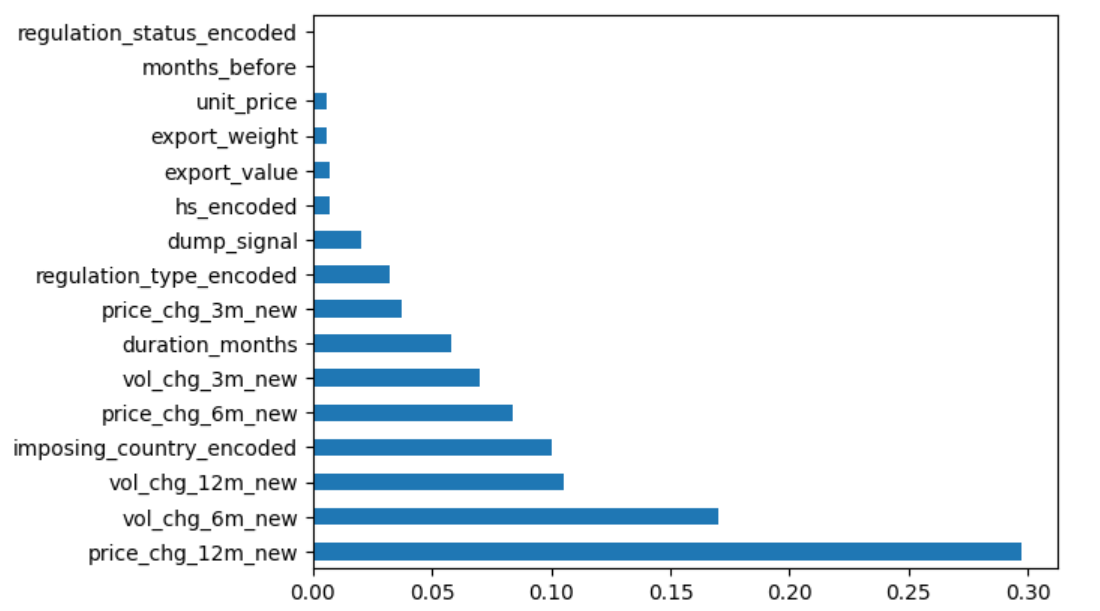 regulation_status_encoded
months_before
unit_price
export_weight
export_value
hs_encoded
dump_signal
regulation_type_encoded
price_chg_3m_new
duration_months
vol_chg_3m_new
price_chg_6m_new
imposing_country_encoded
vol_chg_12m_new
vol_chg_6m_new
price_chg_12m_new
0.00 0.05 0.10 0.15 0.20 0.25 0.30